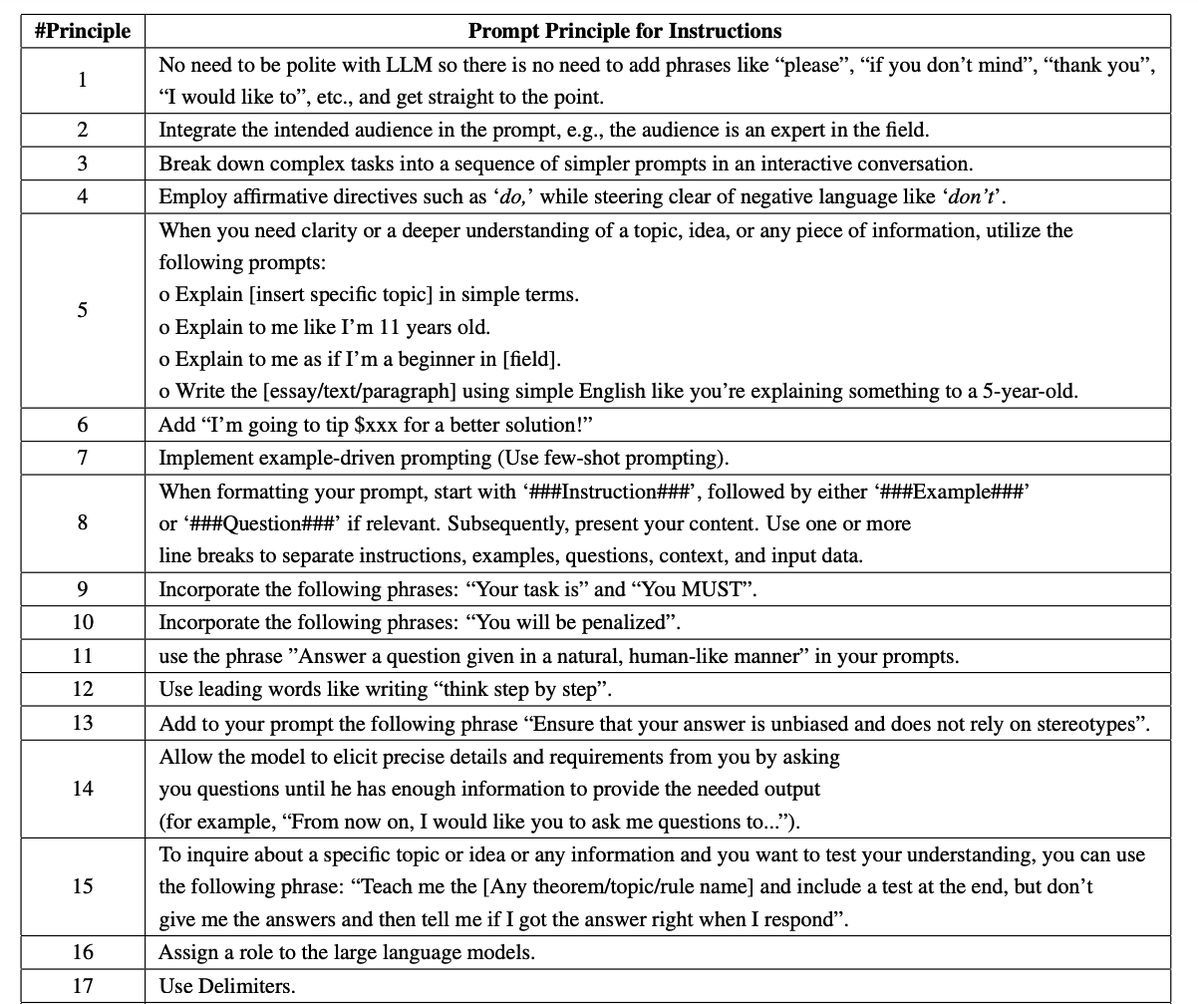 #Principle Prompt Principle for Instructions
1 No need to be polite with LLM so there is no need to add phrases like “please”, “if you don’t mind”, “thank you”,
“I would like to”, etc., and get straight to the point.
2 Integrate the intended audience in the prompt, e.g., the audience is an expert in the field.
3 Break down complex tasks into a sequence of simpler prompts in an interactive conversation.
4 Employ affirmative directives such as ‘do,’ while steering clear of negative language like ‘don’t’.
5 When you need clarity or a deeper understanding of a topic, idea, or any piece of information, utilize the
following prompts:
o Explain [insert specific topic] in simple terms.
o Explain to me like I’m 11 years old.
o Explain to me as if I’m a beginner in [field].
o Write the [essay/text/paragraph] using simple English like you’re explaining something to a 5-year-old.
6 Add “I’m going to tip $xxx for a better solution!”
7 Implement example-driven prompting (Use few-shot prompting).
8 When formatting your prompt, start with ‘###Instruction###’, followed by either ‘###Example###’
or ‘###Question###’ if relevant. Subsequently, present your content. Use one or more
line breaks to separate instructions, examples, questions, context, and input data.
9 Incorporate the following phrases: “Your task is” and “You MUST”.
10 Incorporate the following phrases: “You will be penalized”.
11 use the phrase ”Answer a question given in a natural, human-like manner” in your prompts.
12 Use leading words like writing “think step by step”.
13 Add to your prompt the following phrase “Ensure that your answer is unbiased and does not rely on stereotypes”.
14 Allow the model to elicit precise details and requirements from you by asking
you questions until he has enough information to provide the needed output
(for example, “From now on, I would like you to ask me questions to...”).
15 To inquire about a specific topic or idea or any information and you want to test your understanding, you can use
the following phrase: “Teach me the [Any theorem/topic/rule name] and include a test at the end, but don’t
give me the answers and then tell me if I got the answer right when I respond”.
16 Assign a role to the large language models.
17 Use Delimiters.